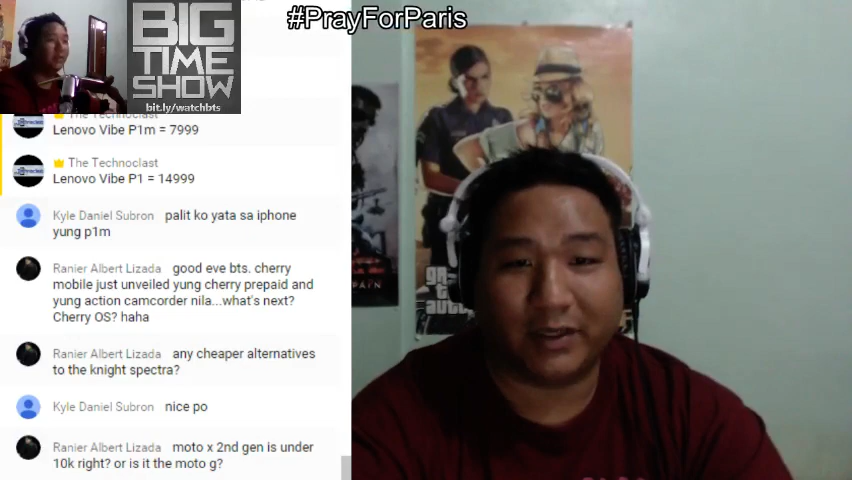 #PrayForParis
BIG
TIME
SHOW
bit.ly/watchbts
The Technoclast
Lenovo Vibe P1m = 7999
The Technoclast
Lenovo Vibe P1 = 14999
Kyle Daniel Subron palit ko yata sa iphone
yung p1m
Ranier Albert Lizada good eve bts. cherry
mobile just unveiled yung cherry prepaid and
yung action camcorder nila...what's next?
Cherry OS? haha
Ranier Albert Lizada any cheaper alternatives
to the knight spectra?
Kyle Daniel Subron nice po
Ranier Albert Lizada moto x 2nd gen is under
10k right? or is it the moto g?
PAIN